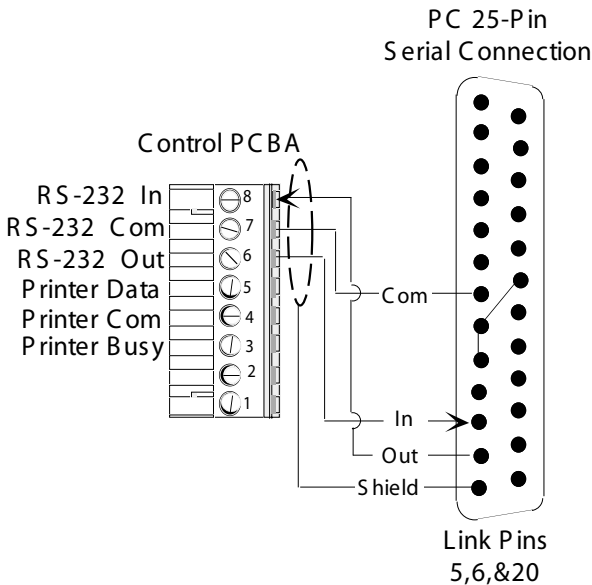 PC 25-Pin
Serial Connection
Control PCBA
RS-232 In
8
RS-232 Com
7
RS-232 Out
6
Printer Data
5
Printer Com
4
Printer Busy
3
2
1
Com
In
Out
Shield
Link Pins
5,6,&20